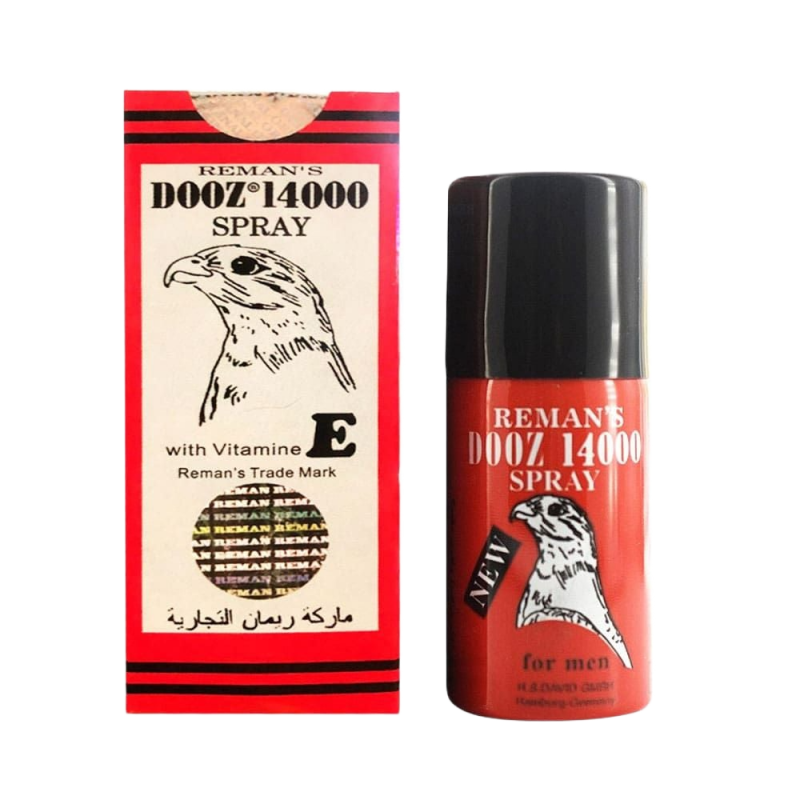 REMAN'S
DOOZ® 14000
SPRAY
with Vitamine E
Reman's Trade Mark
REMAN REMAN
REMAN REMAN
REMAN REMAN
REMAN REMAN
REMAN REMAN
ماركة ريمان التجارية
REMAN'S
DOOZ 14000
SPRAY
NEW
for men
H.B.DAVID GMBH
Hamburg-Germany